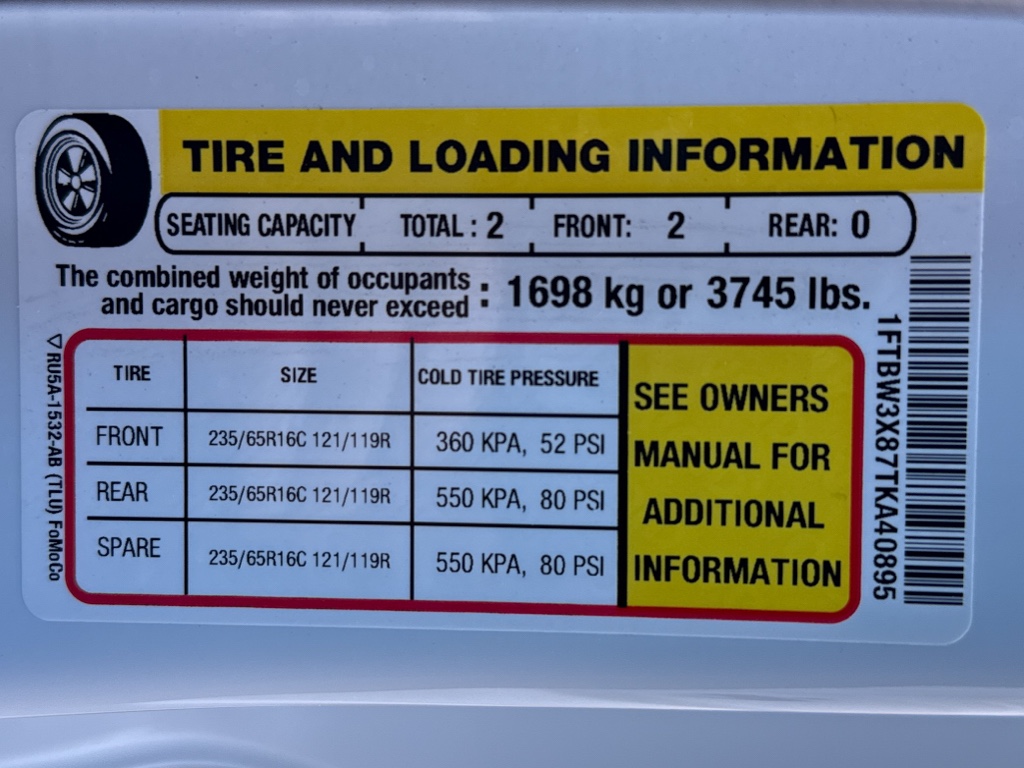 TIRE AND LOADING INFORMATION
SEATING CAPACITY TOTAL : 2 FRONT: 2 REAR: 0
The combined weight of occupants
and cargo should never exceed : 1698 kg or 3745 lbs.
TIRE SIZE COLD TIRE PRESSURE
FRONT 235/65R16C 121/119R 360 KPA, 52 PSI
REAR 235/65R16C 121/119R 550 KPA, 80 PSI
SPARE 235/65R16C 121/119R 550 KPA, 80 PSI
SEE OWNERS
MANUAL FOR
ADDITIONAL
INFORMATION
RU5A-1532-AB (TLU) FoMoCo
1FTBW3X87TKA40895